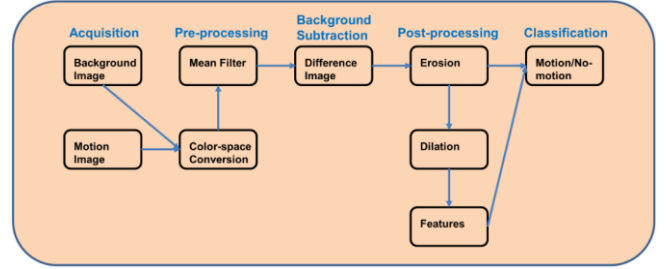 Acquisition
Pre-processing
Background
Subtraction
Post-processing
Classification
Background
Image
Mean Filter
Difference
Image
Erosion
Motion/No-
motion
Motion
Image
Color-space
Conversion
Dilation
Features